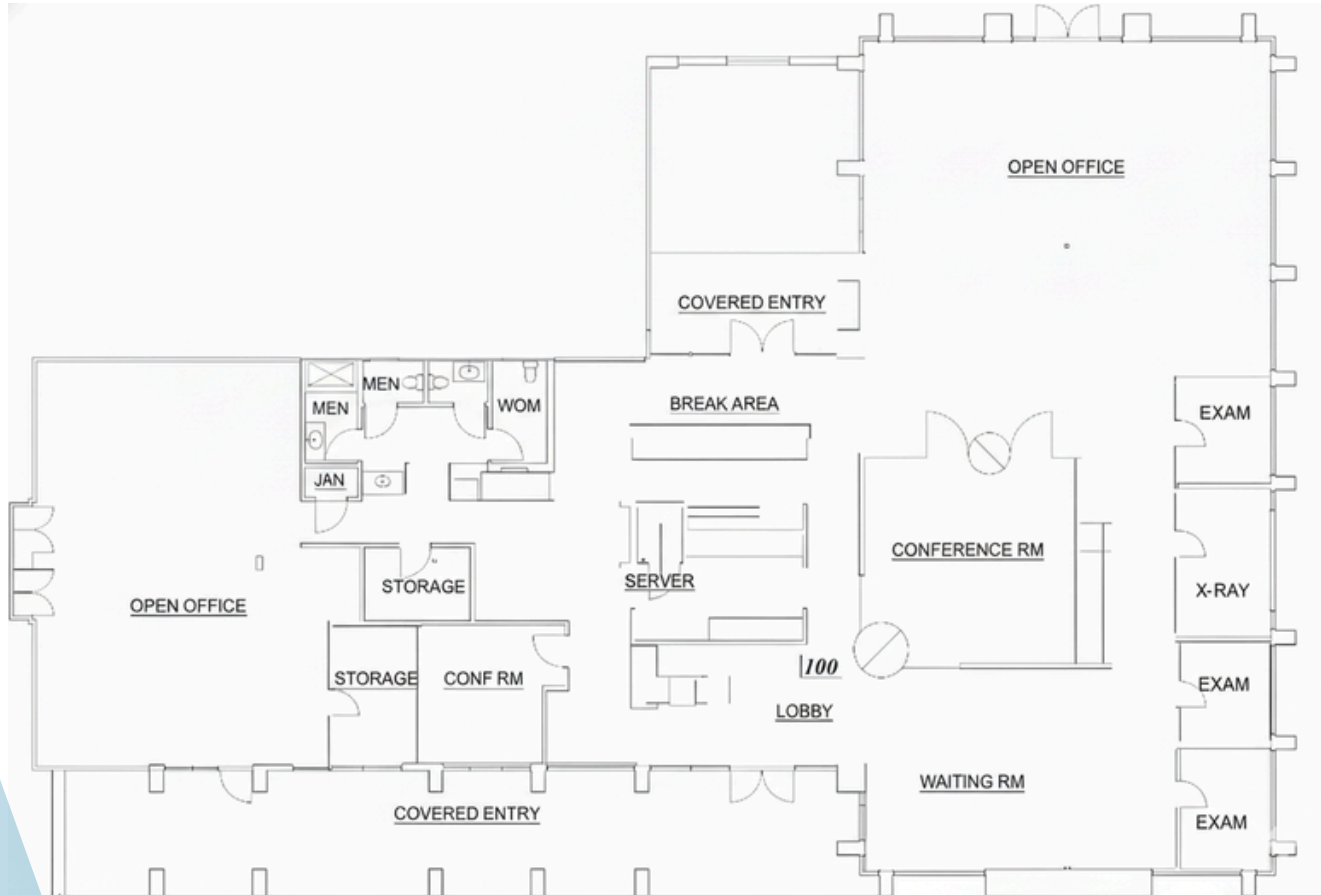 OPEN OFFICE
COVERED ENTRY
MEN
MEN
WOM
BREAK AREA
EXAM
JAN
CONFERENCE RM
STORAGE
SERVER
X-RAY
OPEN OFFICE
STORAGE
CONF RM
100
EXAM
LOBBY
WAITING RM
COVERED ENTRY
EXAM